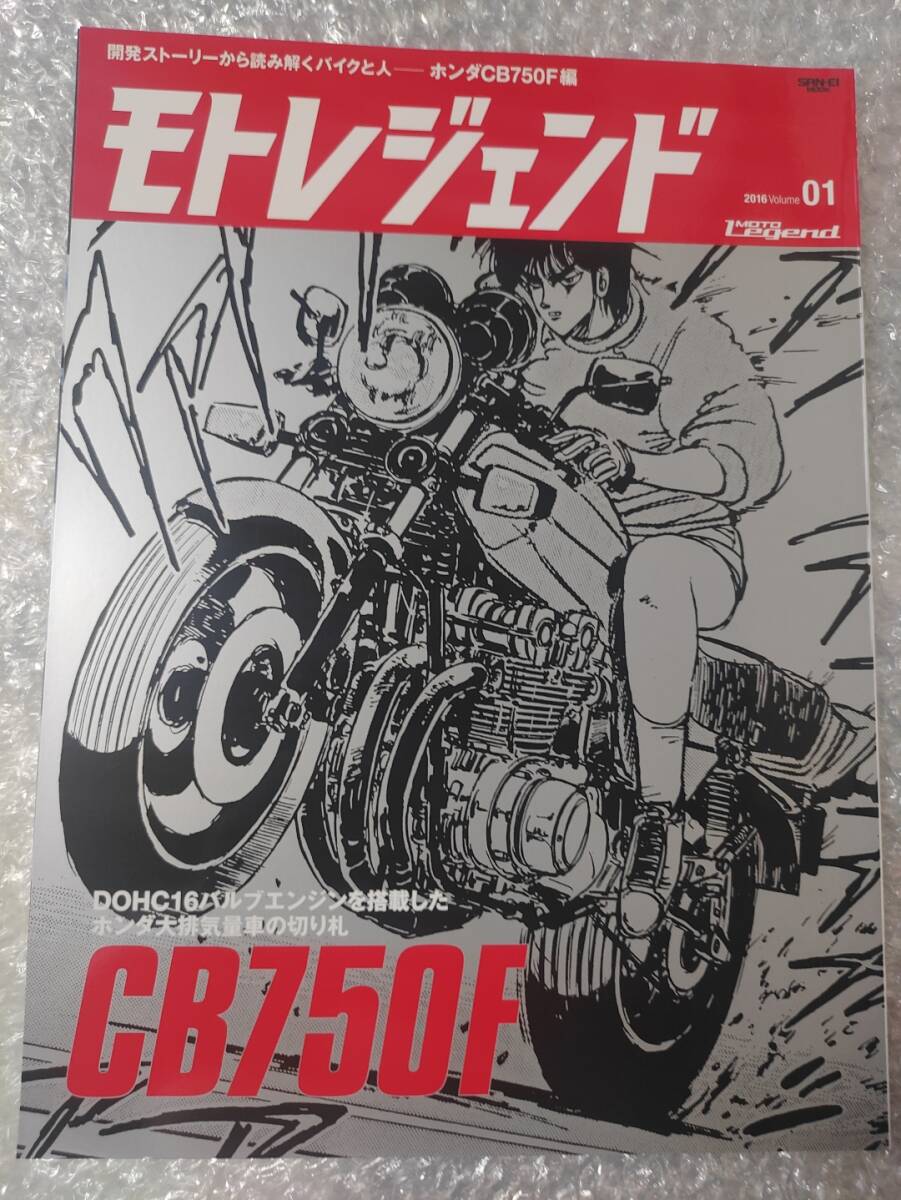 開発ストーリーから読み解くバイクと人──ホンダCB750F編
SAN-EI
MOOK
モトレジェンド
2016 Volume 01
MOTO
Legend
DOHC16バルブエンジンを搭載した
ホンダ大排気量車の切り札
CB750F